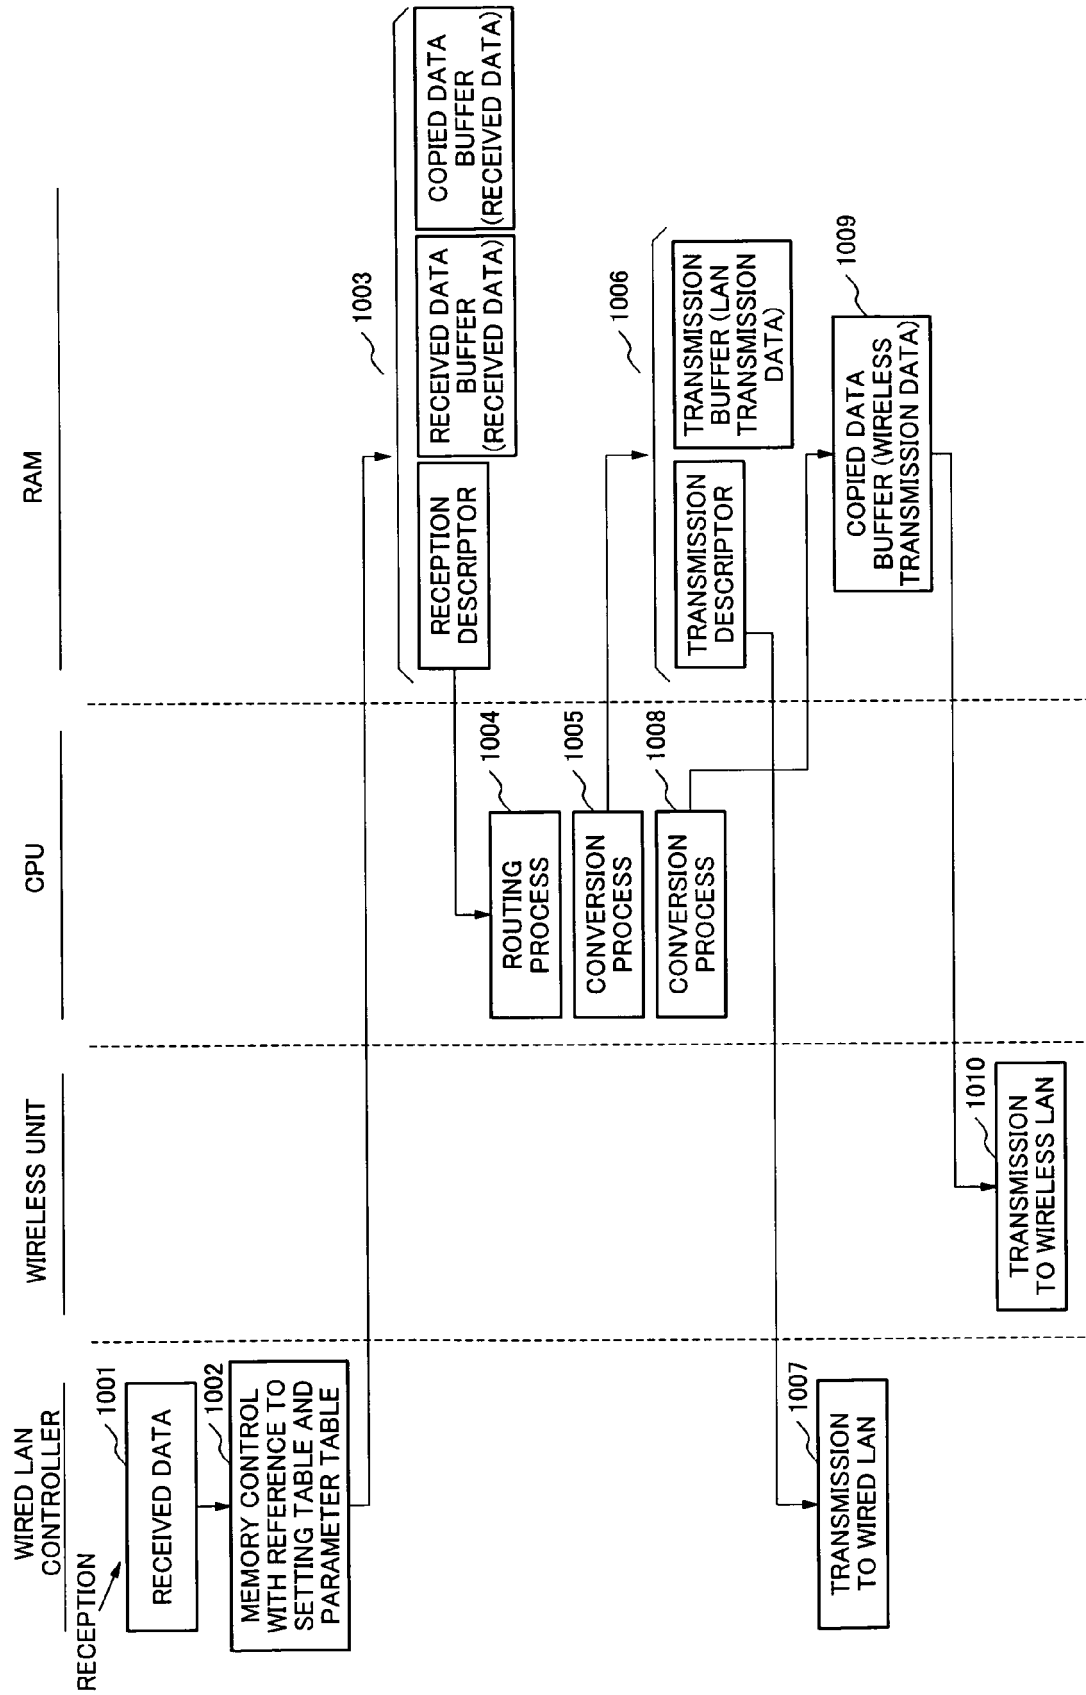 WIRED LAN
CONTROLLER
WIRELESS UNIT
CPU
RAM
RECEPTION
1001
RECEIVED DATA
1002
MEMORY CONTROL
WITH REFERENCE TO
SETTING TABLE AND
PARAMETER TABLE
1003
RECEPTION
DESCRIPTOR
RECEIVED DATA
BUFFER
(RECEIVED DATA)
COPIED DATA
BUFFER
(RECEIVED DATA)
1004
ROUTING
PROCESS
1005
CONVERSION
PROCESS
1006
TRANSMISSION
DESCRIPTOR
TRANSMISSION
BUFFER (LAN
TRANSMISSION
DATA)
1007
TRANSMISSION
TO WIRED LAN
1008
CONVERSION
PROCESS
1009
COPIED DATA
BUFFER (WIRELESS
TRANSMISSION DATA)
1010
TRANSMISSION
TO WIRELESS LAN